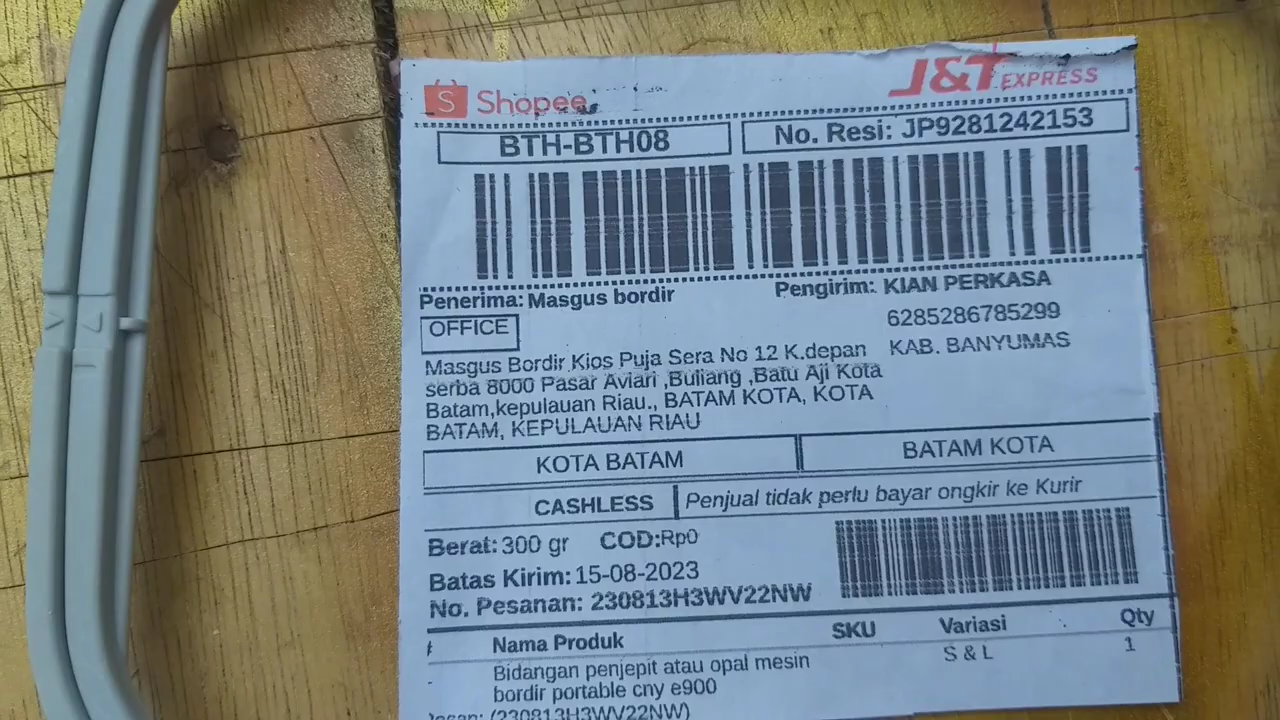 Shopee
J&T EXPRESS
BTH-BTH08
No. Resi: JP9281242153
Penerima: Masgus bordir
Pengirim: KIAN PERKASA
OFFICE
6285286785299
KAB. BANYUMAS
Masgus Bordir Kios Puja Sera No 12 K.depan
serba 8000 Pasar Aviari ,Buliang ,Batu Aji Kota
Batam,kepulauan Riau., BATAM KOTA, KOTA
BATAM, KEPULAUAN RIAU
KOTA BATAM
BATAM KOTA
CASHLESS
Penjual tidak perlu bayar ongkir ke Kurir
Berat: 300 gr COD:Rp0
Batas Kirim: 15-08-2023
No. Pesanan: 230813H3WV22NW
Nama Produk SKU Variasi Qty
Bidangan penjepit atau opal mesin S & L 1
bordir portable cny e900
(230813H3WV22NW)